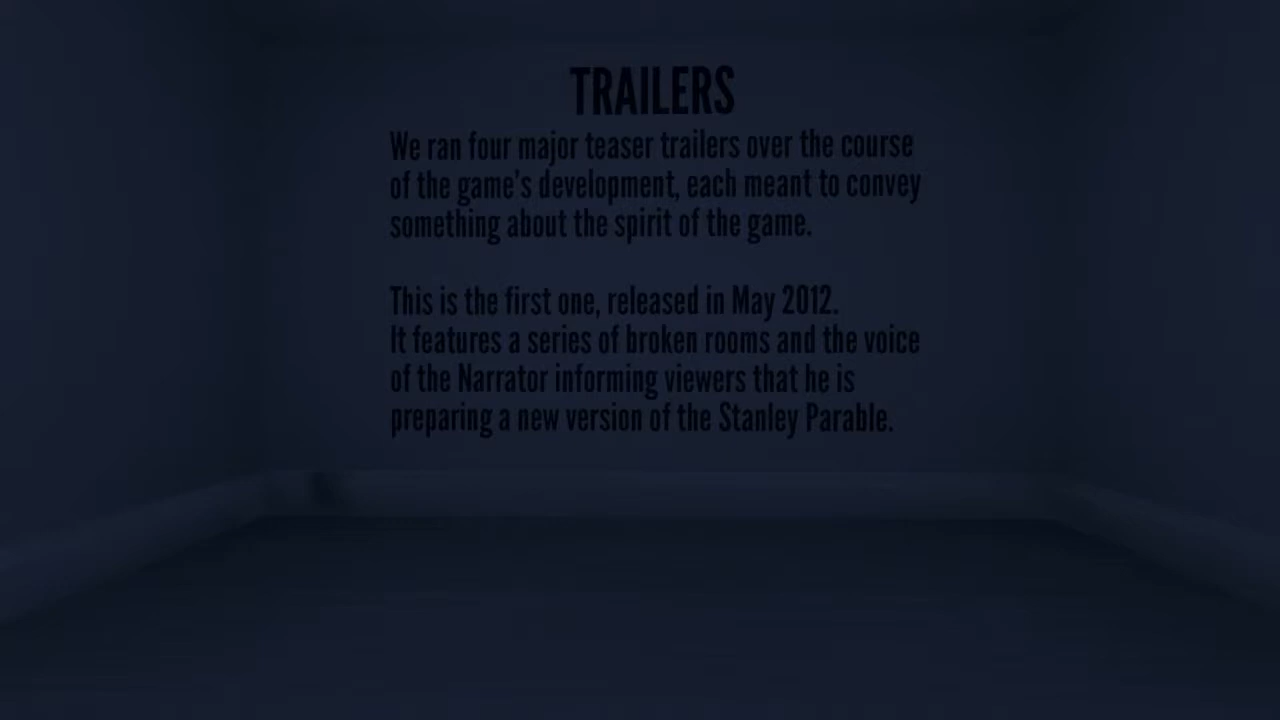 TRAILERS
We ran four major teaser trailers over the course
of the game's development, each meant to convey
something about the spirit of the game.
This is the first one, released in May 2012.
It features a series of broken rooms and the voice
of the Narrator informing viewers that he is
preparing a new version of the Stanley Parable.